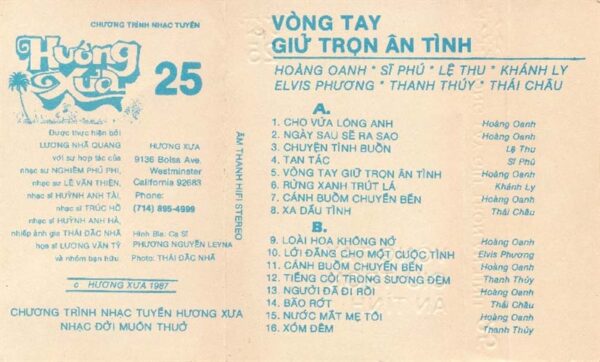 CHƯƠNG TRÌNH NHẠC TUYỂN
Hương Xưa 25
Được thực hiện bởi
LƯƠNG NHÃ QUANG
với sự hợp tác của
nhạc sư NGHIÊM PHÚ PHI,
nhạc sư LÊ VĂN THIỆN,
nhạc sĩ HUỲNH ANH TÀI,
nhạc sĩ TRÚC HỒ
nhạc sĩ HUỲNH ANH HÀ,
nhiếp ảnh gia THÁI ĐẮC NHÃ
họa sĩ LƯƠNG VĂN TỶ
và nhóm bạn hữu
HƯƠNG XƯA
9136 Bolsa Ave.
Westminster
California 92683
Phone:
(714) 895-4999
Hình Bìa: Ca Sĩ
PHƯƠNG NGUYÊN LEYNA
Photo: THÁI ĐẮC NHÃ
c HƯƠNG XƯA 1987
CHƯƠNG TRÌNH NHẠC TUYỂN HƯƠNG XƯA
NHẠC ĐỜI MUÔN THUỞ
ÂM THANH HIFI STEREO
VÒNG TAY
GIỮ TRỌN ÂN TÌNH
HOÀNG OANH * SĨ PHÚ * LỆ THU * KHÁNH LY
ELVIS PHƯƠNG * THANH THÚY * THÁI CHÂU
A.
1. CHO VỪA LÒNG ANH Hoàng Oanh
2. NGÀY SAU SẼ RA SAO Hoàng Oanh
3. CHUYỆN TÌNH BUỒN Lệ Thu
4. TAN TÁC Sĩ Phú
5. VÒNG TAY GIỮ TRỌN ÂN TÌNH Hoàng Oanh
6. RỪNG XANH TRÚT LÁ Khánh Ly
7. CÁNH BUỒM CHUYỂN BẾN Hoàng Oanh
8. XA DẤU TÌNH Thái Châu
B.
9. LOÀI HOA KHÔNG NỞ Hoàng Oanh
10. LỜI ĐẮNG CHO MỘT CUỘC TÌNH Elvis Phương
11. CÁNH BUỒM CHUYỂN BẾN Hoàng Oanh
12. TIẾNG CÒI TRONG SƯƠNG ĐÊM Thanh Thúy
13. NGƯỜI ĐÃ ĐI RỒI Hoàng Oanh
14. BÃO RỚT Thái Châu
15. NƯỚC MẮT MẸ TÔI Hoàng Oanh
16. XÓM ĐÊM Thanh Thúy